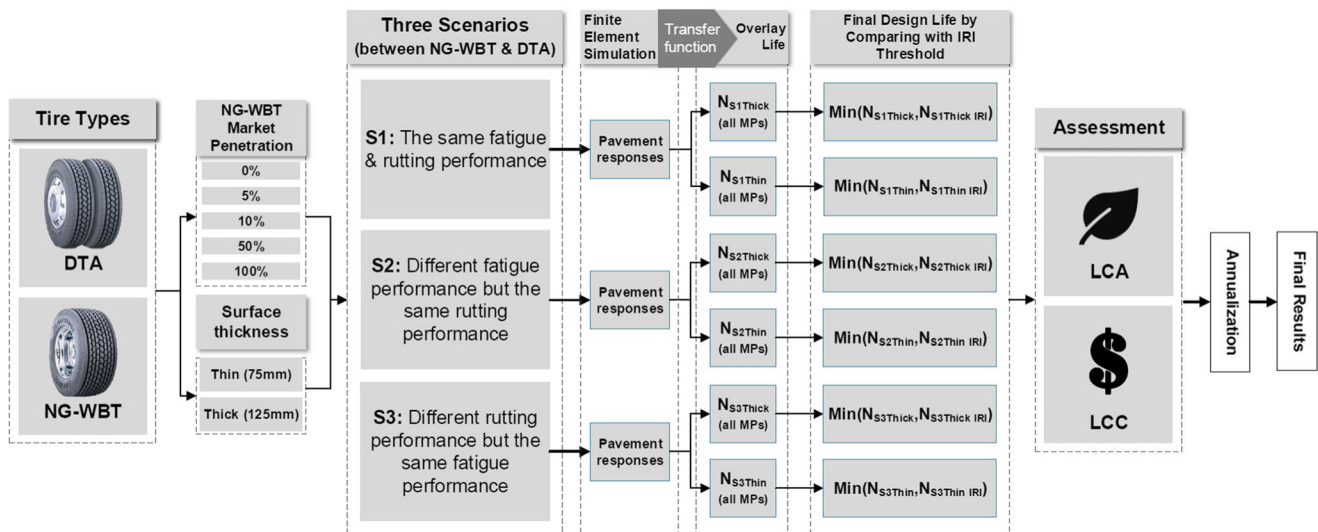 Tire Types
DTA
NG-WBT
NG-WBT
Market
Penetration
0%
5%
10%
50%
100%
Surface
thickness
Thin (75mm)
Thick (125mm)
Three Scenarios
(between NG-WBT & DTA)
S1: The same fatigue
& rutting performance
S2: Different fatigue
performance but the
same rutting
performance
S3: Different rutting
performance but the
same fatigue
performance
Finite
Element
Simulation
Transfer
function
Overlay
Life
Pavement
responses
Pavement
responses
Pavement
responses
NS1Thick
(all MPs)
NS1Thin
(all MPs)
NS2Thick
(all MPs)
NS2Thin
(all MPs)
NS3Thick
(all MPs)
NS3Thin
(all MPs)
Final Design Life by
Comparing with IRI
Threshold
Min(NS1Thick,NS1Thick IRI)
Min(NS1Thin,NS1Thin IRI)
Min(NS2Thick,NS2Thick IRI)
Min(NS2Thin,NS2Thin IRI)
Min(NS3Thick,NS3Thick IRI)
Min(NS3Thin,NS3Thin IRI)
Assessment
LCA
$
LCC
Annualization
Final Results